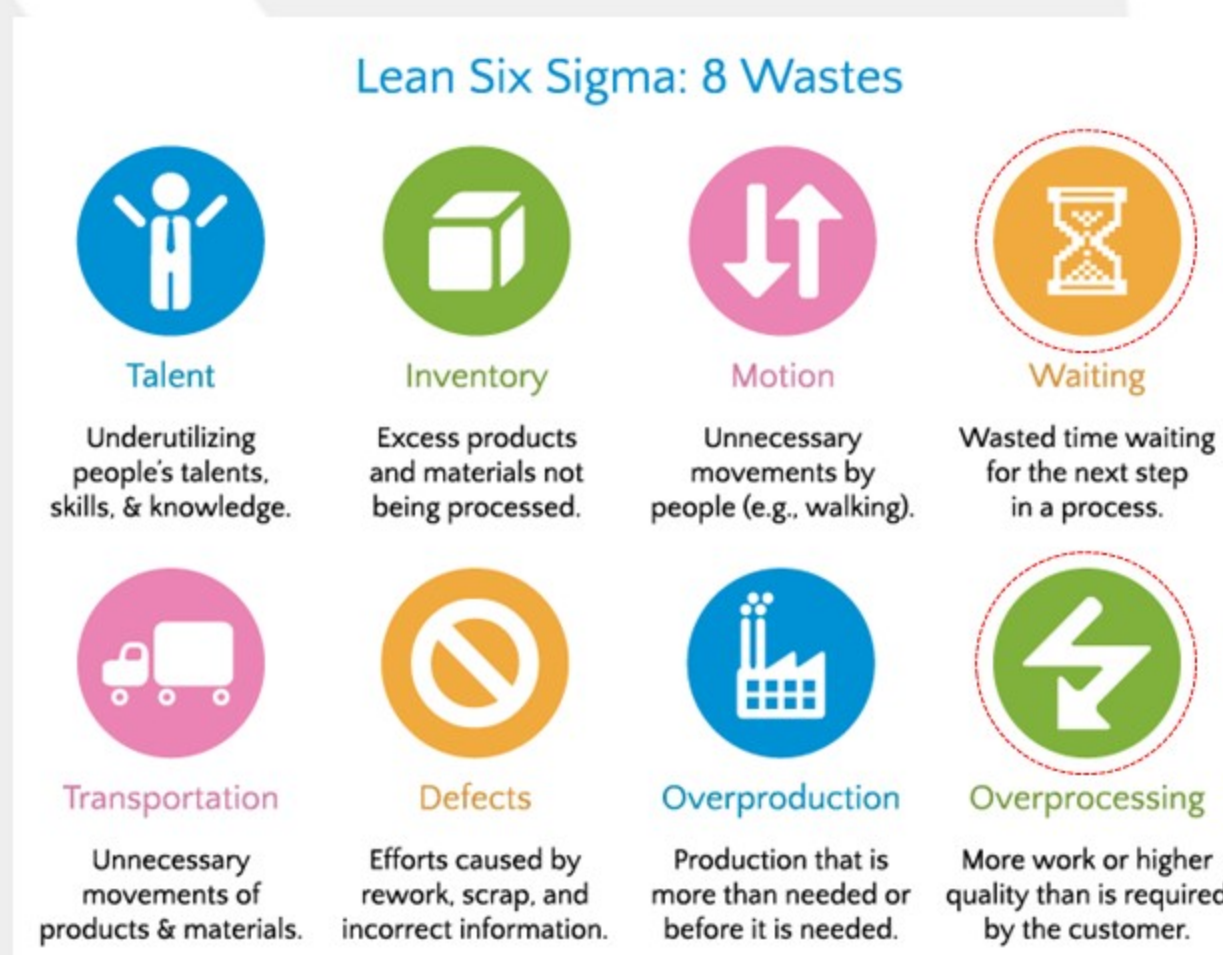 Lean Six Sigma: 8 Wastes
Talent
Underutilizing
people's talents,
skills, & knowledge.
Inventory
Excess products
and materials not
being processed.
Motion
Unnecessary
movements by
people (e.g., walking).
Waiting
Wasted time waiting
for the next step
in a process.
Transportation
Unnecessary
movements of
products & materials.
Defects
Efforts caused by
rework, scrap, and
incorrect information.
Overproduction
Production that is
more than needed or
before it is needed.
Overprocessing
More work or higher
quality than is required
by the customer.